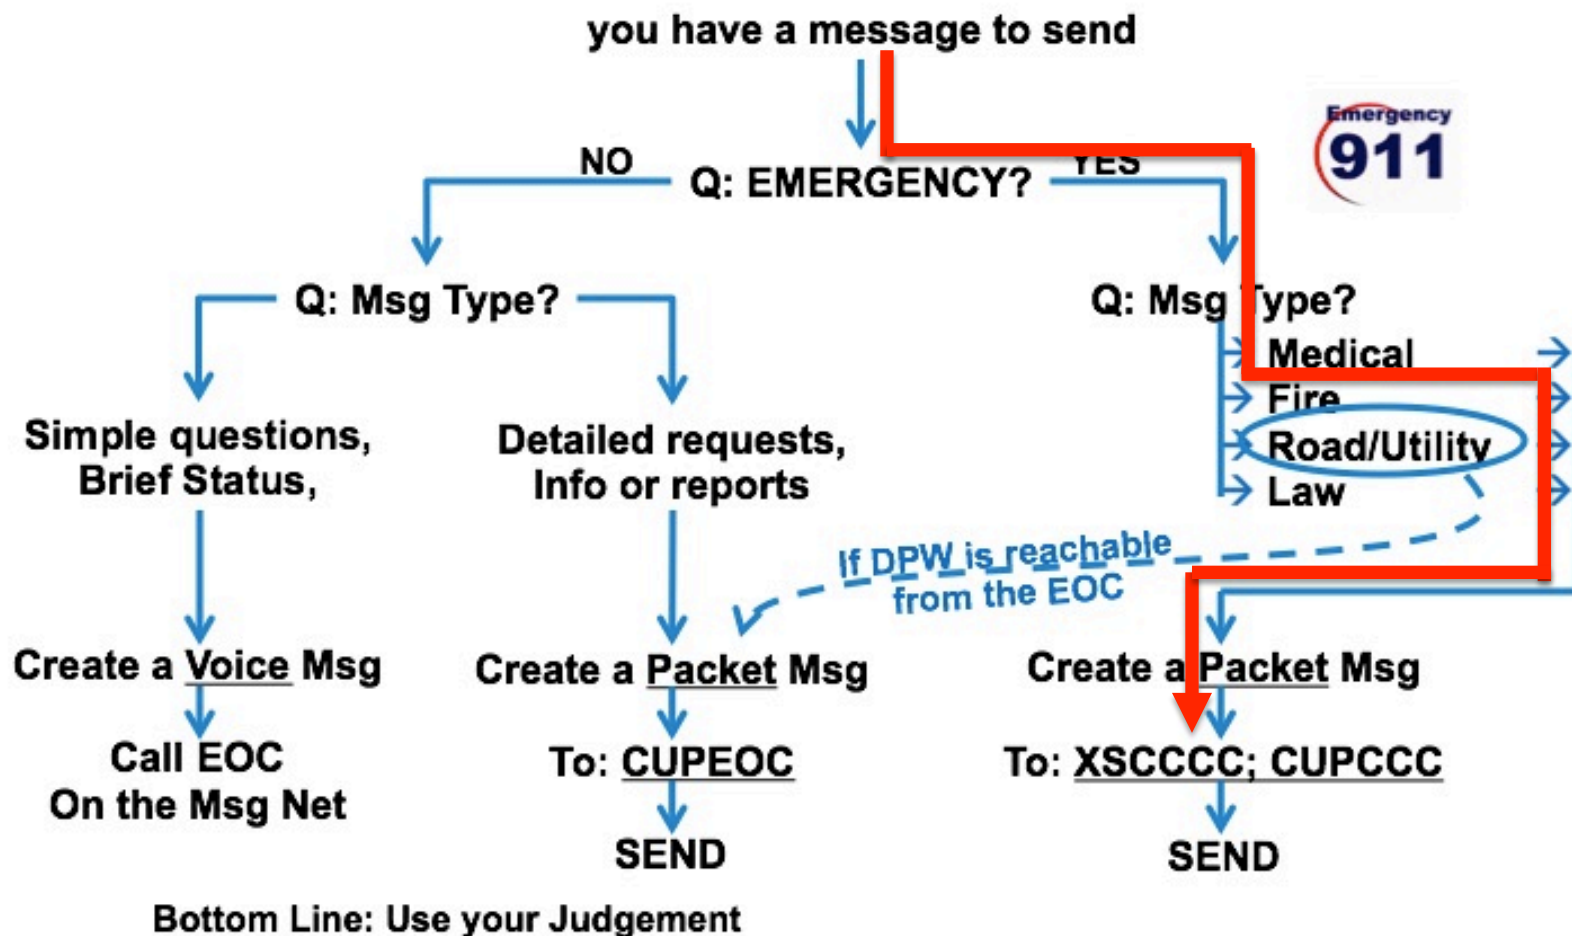 you have a message to send
Emergency
911
NO
Q: EMERGENCY?
YES
Q: Msg Type?
Q: Msg Type?
Medical
Fire
Road/Utility
Law
Simple questions,
Brief Status,
Detailed requests,
Info or reports
If DPW is reachable
from the EOC
Create a Voice Msg
Create a Packet Msg
Create a Packet Msg
Call EOC
On the Msg Net
To: CUPEOC
To: XSCCCC; CUPCCC
SEND
SEND
Bottom Line: Use your Judgement